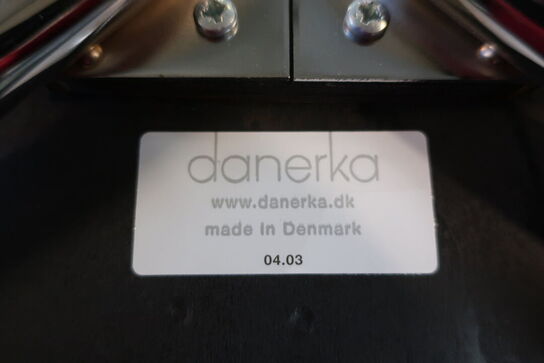 danerka
www.danerka.dk
made in Denmark
04.03